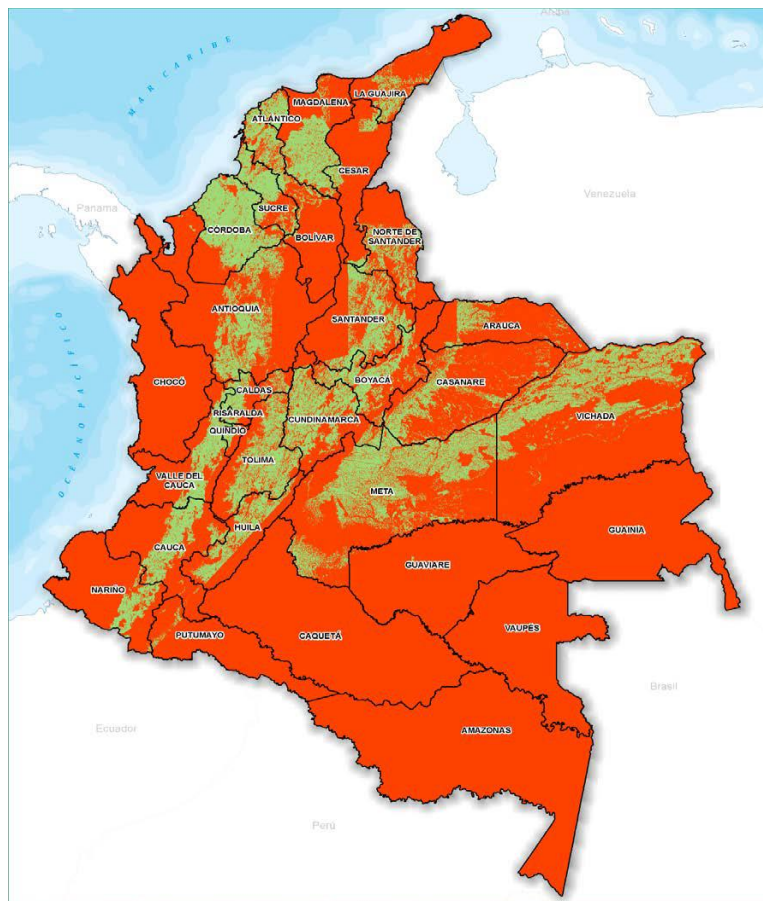 Aruba
MAR CARIBE
MAGDALENA
LA GUAJIRA
ATLÁNTICO
CESAR
Venezuela
Panamá
SUCRE
CÓRDOBA
BOLÍVAR
NORTE DE
SANTANDER
ANTIOQUIA
SANTANDER
ARAUCA
OCÉANO PACÍFICO
CHOCÓ
BOYACÁ
CASANARE
CALDAS
RISARALDA
CUNDINAMARCA
VICHADA
QUINDÍO
TOLIMA
VALLE DEL
CAUCA
META
HUILA
GUAINÍA
CAUCA
GUAVIARE
NARIÑO
PUTUMAYO
CAQUETÁ
VAUPÉS
Brasil
Ecuador
AMAZONAS
Perú